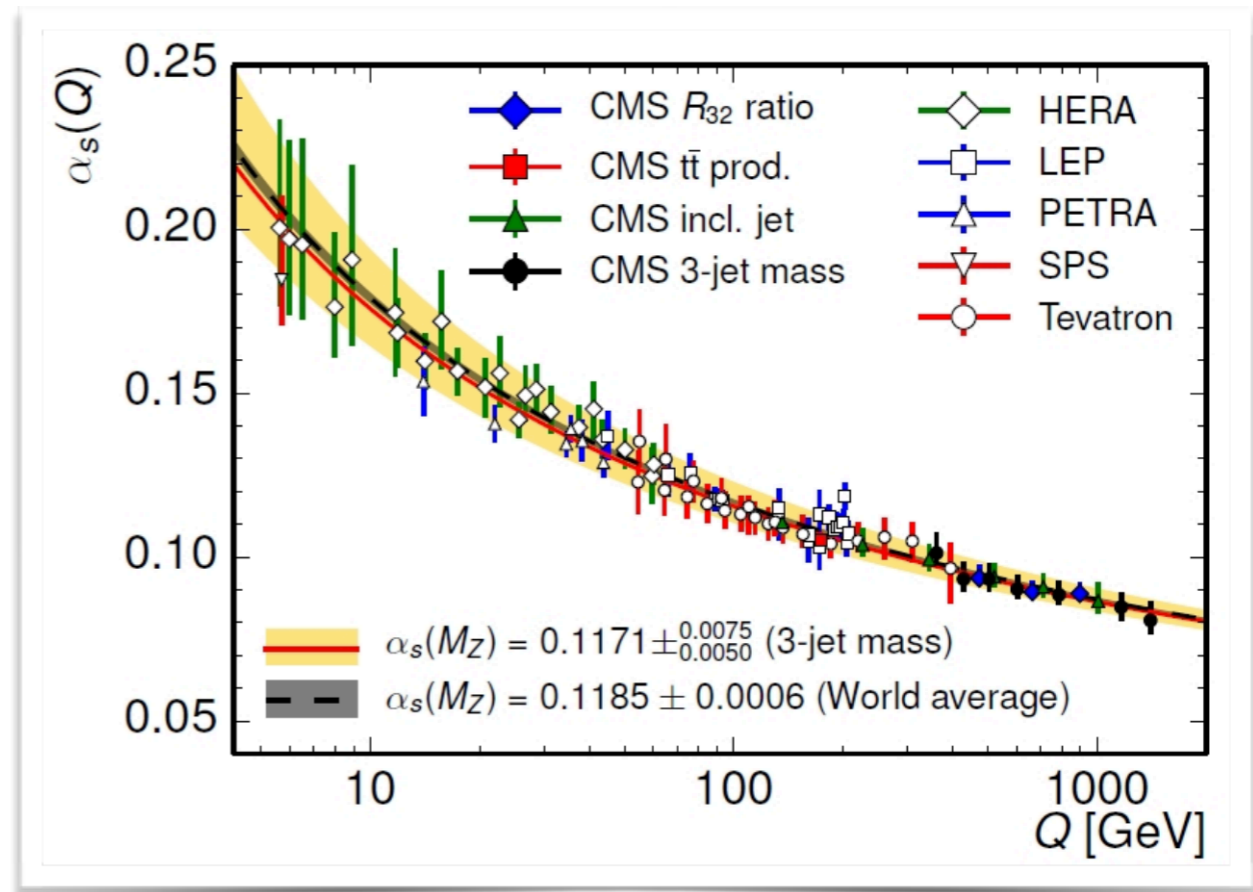 αs(Q)
0.25
0.20
0.15
0.10
0.05
CMS R32 ratio
CMS tt̄ prod.
CMS incl. jet
CMS 3-jet mass
HERA
LEP
PETRA
SPS
Tevatron
αs(MZ) = 0.1171 ±0.0075 0.0050 (3-jet mass)
αs(MZ) = 0.1185 ± 0.0006 (World average)
10 100 1000
Q [GeV]